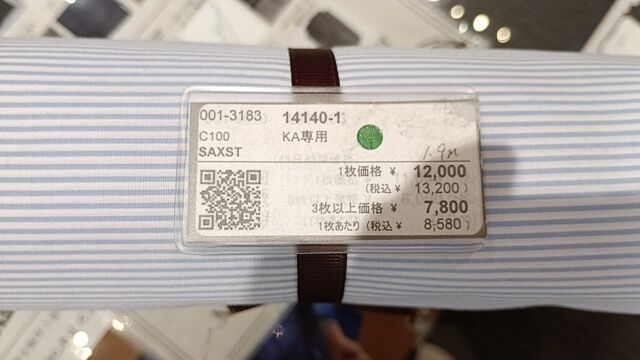 001-3183 14140-1
C100 KA専用
SAXST
1.9m
1枚価格 ¥ 12,000
(税込 ¥ 13,200)
3枚以上価格 ¥ 7,800
1枚あたり (税込 ¥ 8,580)